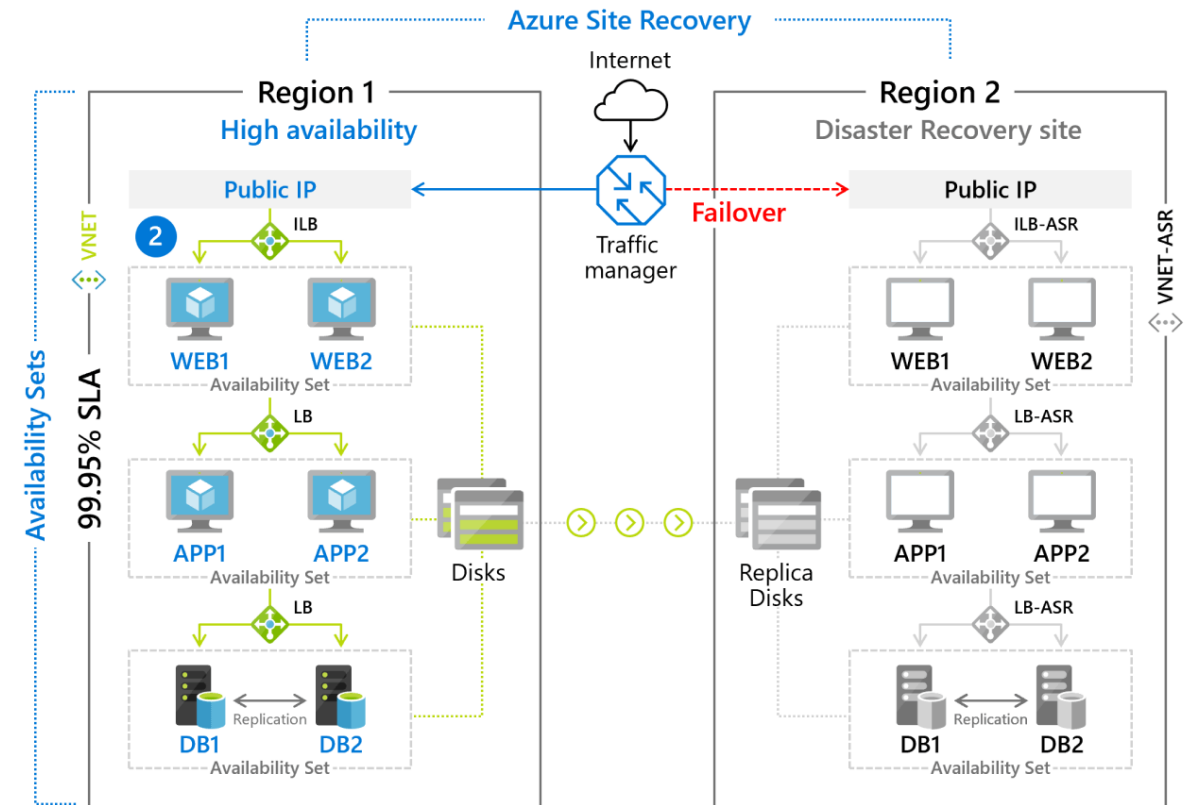 Azure Site Recovery
Internet
Region 1
High availability
Region 2
Disaster Recovery site
Public IP
Failover
Public IP
Traffic
manager
VNET
2
ILB
WEB1
WEB2
Availability Set
LB
APP1
APP2
Availability Set
LB
DB1
Replication
DB2
Availability Set
Availability Sets
99.95% SLA
Disks
Replica
Disks
ILB-ASR
VNET-ASR
WEB1
WEB2
Availability Set
LB-ASR
APP1
APP2
Availability Set
LB-ASR
DB1
Replication
DB2
Availability Set